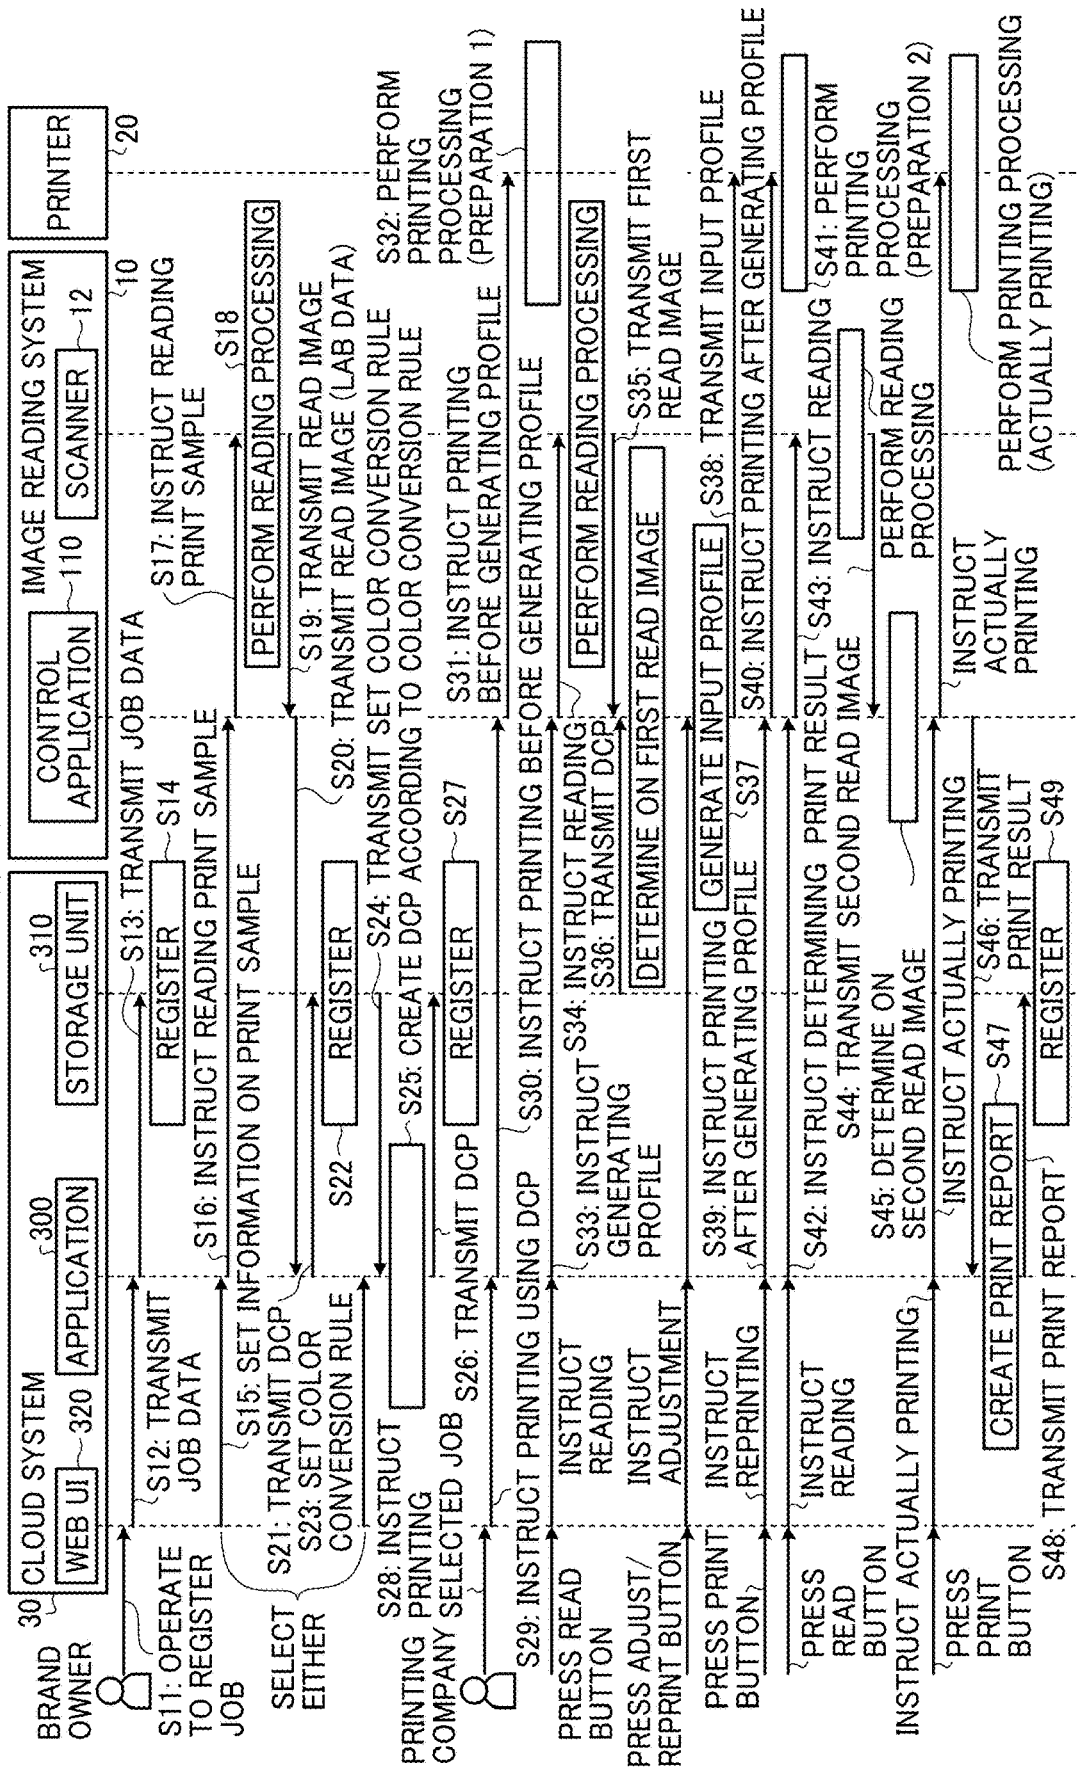 BRAND
OWNER
30
CLOUD SYSTEM
WEB UI
320
APPLICATION
300
STORAGE UNIT
310
IMAGE READING SYSTEM
CONTROL
APPLICATION
110
SCANNER
12
10
PRINTER
20
S11: OPERATE
TO REGISTER
JOB
S12: TRANSMIT
JOB DATA
S13: TRANSMIT JOB DATA
REGISTER
S14
SELECT
EITHER
S15: SET INFORMATION ON PRINT SAMPLE
S16: INSTRUCT READING PRINT SAMPLE
S17: INSTRUCT READING
PRINT SAMPLE
PERFORM READING PROCESSING
S18
S19: TRANSMIT READ IMAGE
S20: TRANSMIT READ IMAGE (LAB DATA)
S21: TRANSMIT DCP
REGISTER
S22
S23: SET COLOR
CONVERSION RULE
S24: TRANSMIT SET COLOR CONVERSION RULE
S25: CREATE DCP ACCORDING TO COLOR CONVERSION RULE
S26: TRANSMIT DCP
REGISTER
S27
S28: INSTRUCT
PRINTING
SELECTED JOB
PRINTING
COMPANY
S29: INSTRUCT PRINTING USING DCP
S30: INSTRUCT PRINTING BEFORE GENERATING PROFILE
S31: INSTRUCT PRINTING
BEFORE GENERATING PROFILE
S32: PERFORM
PRINTING
PROCESSING
(PREPARATION 1)
PRESS READ
BUTTON
INSTRUCT
READING
S33: INSTRUCT
GENERATING
PROFILE
S34: INSTRUCT READING
PERFORM READING PROCESSING
S35: TRANSMIT FIRST
READ IMAGE
S36: TRANSMIT DCP
DETERMINE ON FIRST READ IMAGE
PRESS ADJUST/
REPRINT BUTTON
INSTRUCT
ADJUSTMENT
GENERATE INPUT PROFILE
S37
S38: TRANSMIT INPUT PROFILE
PRESS PRINT
BUTTON
INSTRUCT
REPRINTING
S39: INSTRUCT PRINTING
AFTER GENERATING PROFILE
S40: INSTRUCT PRINTING AFTER GENERATING PROFILE
S41: PERFORM
PRINTING
PROCESSING
(PREPARATION 2)
PRESS
READ
BUTTON
INSTRUCT
READING
S42: INSTRUCT DETERMINING PRINT RESULT
S43: INSTRUCT READING
PERFORM READING
PROCESSING
S44: TRANSMIT SECOND READ IMAGE
S45: DETERMINE ON
SECOND READ IMAGE
PRESS
PRINT
BUTTON
INSTRUCT ACTUALLY PRINTING
INSTRUCT ACTUALLY PRINTING
INSTRUCT
ACTUALLY
PRINTING
PERFORM PRINTING PROCESSING
(ACTUALLY PRINTING)
S46: TRANSMIT
PRINT RESULT
CREATE PRINT REPORT
S47
S48: TRANSMIT PRINT REPORT
REGISTER
S49